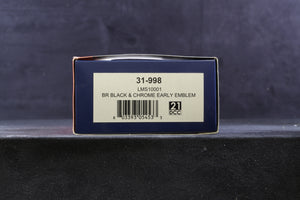 31-998
LMS10001
BR BLACK & CHROME EARLY EMBLEM
21
DCC